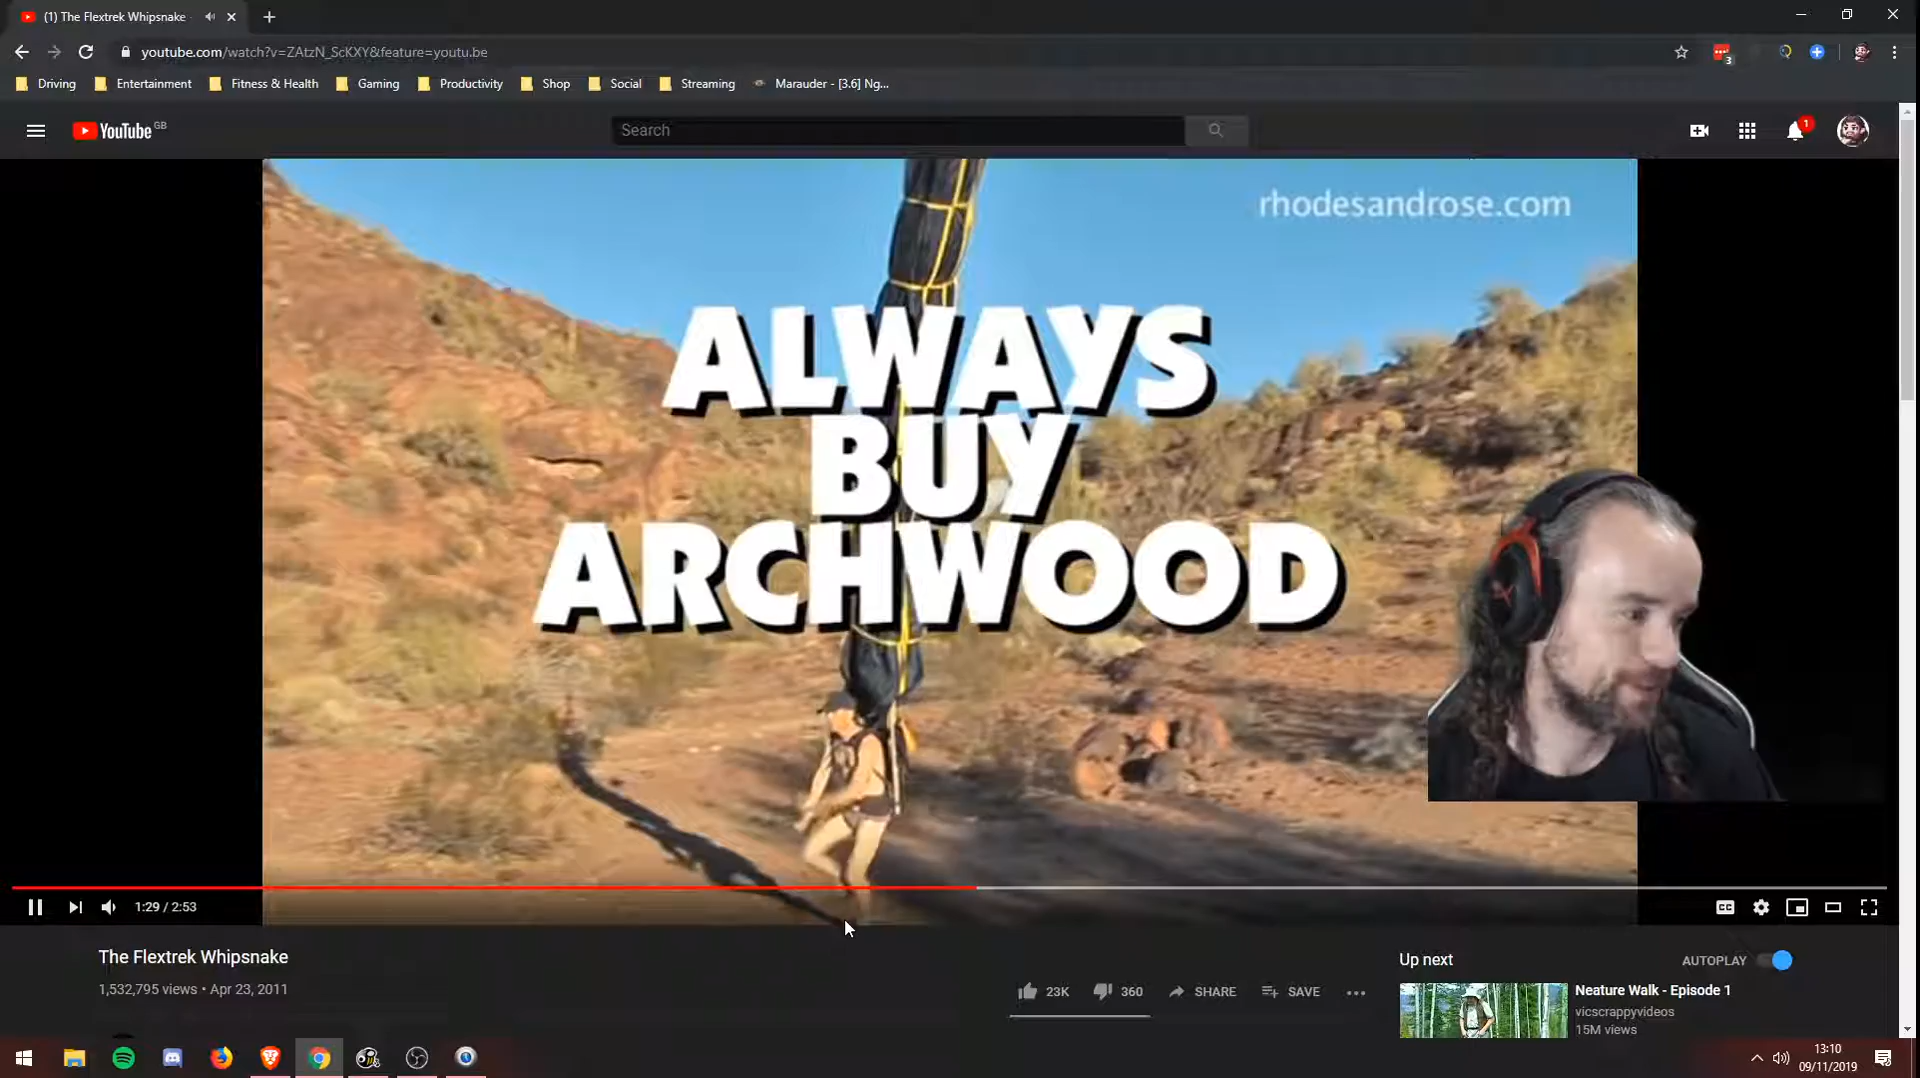 (1) The Flextrek Whipsnake
youtube.com/watch?v=ZAtzN_ScKXY&feature=youtu.be
3
Driving Entertainment Fitness & Health Gaming Productivity Shop Social Streaming Marauder - [3.6] Ng...
YouTube GB
Search
1
rhodesandrose.com
ALWAYS
BUY
ARCHWOOD
1:29 / 2:53
CC
The Flextrek Whipsnake
1,532,795 views • Apr 23, 2011
23K 360 SHARE SAVE
Up next
AUTOPLAY
Neature Walk - Episode 1
vicscrappyvideos
15M views
13:10
09/11/2019